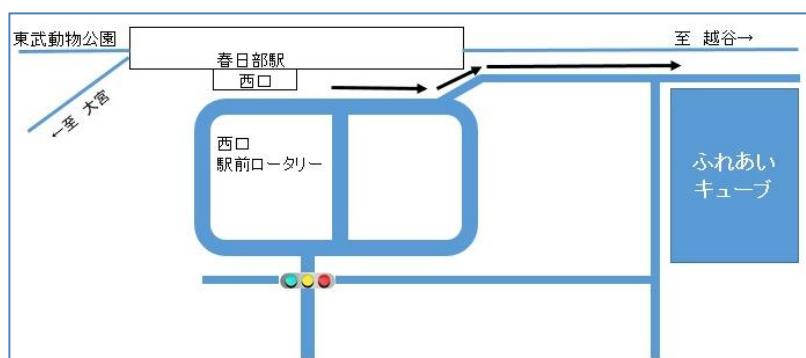 東武動物公園
春日部駅
至 越谷→
西口
←至 大宮
西口
駅前ロータリー
ふれあい
キューブ